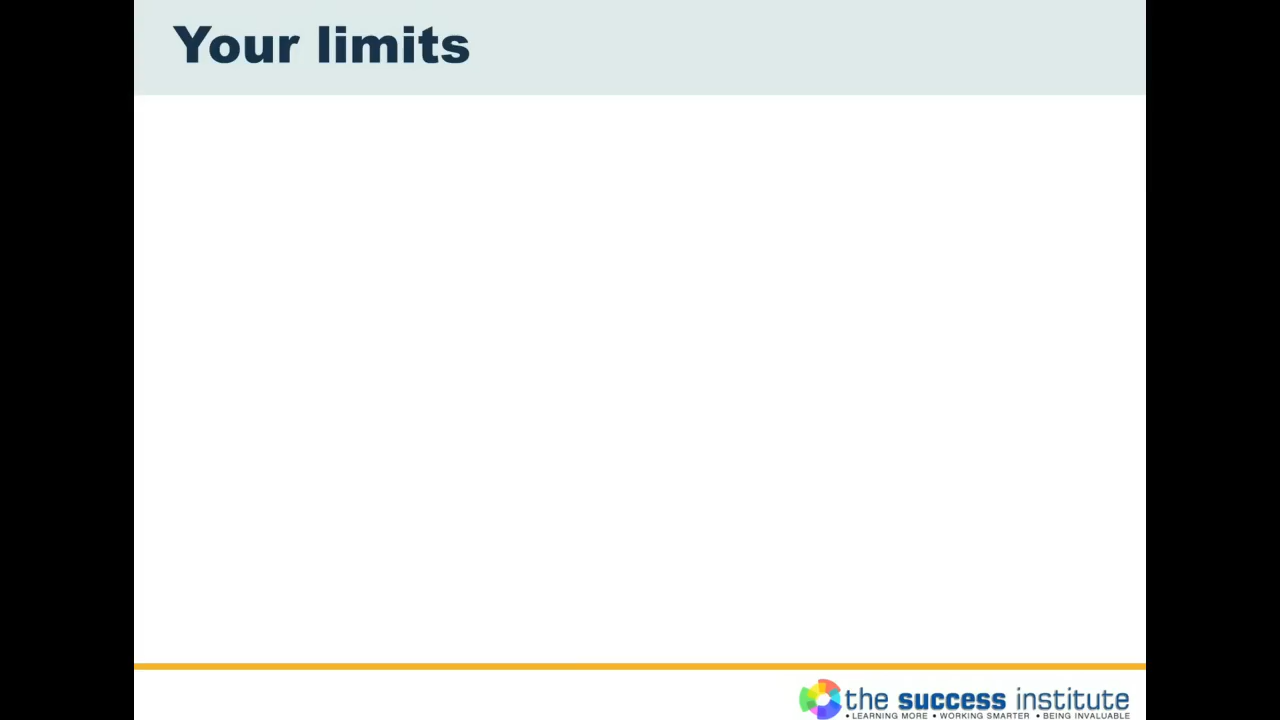 Your limits
the success institute
• LEARNING MORE • WORKING SMARTER • BEING INVALUABLE